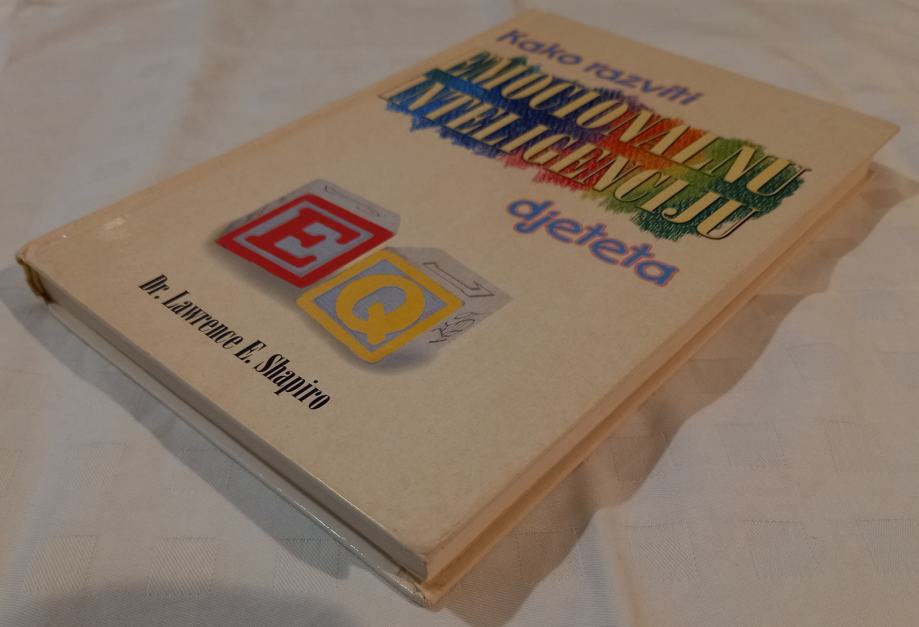 Kako razviti
EMOCIONALNU
INTELIGENCIJU
djeteta
E
Q
Dr. Lawrence E. Shapiro